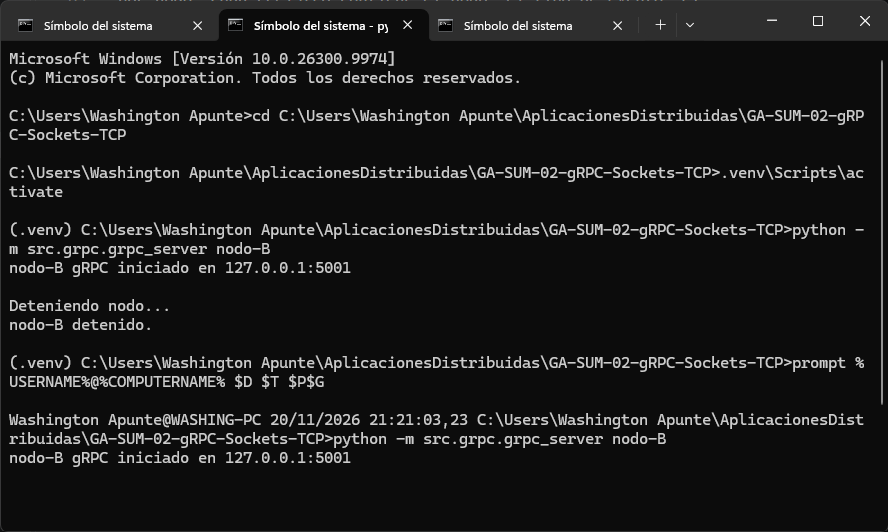 Símbolo del sistema
Símbolo del sistema - py
Símbolo del sistema
Microsoft Windows [Versión 10.0.26300.9974]
(c) Microsoft Corporation. Todos los derechos reservados.
C:\Users\Washington Apunte>cd C:\Users\Washington Apunte\AplicacionesDistribuidas\GA-SUM-02-gRP
C-Sockets-TCP
C:\Users\Washington Apunte\AplicacionesDistribuidas\GA-SUM-02-gRPC-Sockets-TCP>.venv\Scripts\ac
tivate
(.venv) C:\Users\Washington Apunte\AplicacionesDistribuidas\GA-SUM-02-gRPC-Sockets-TCP>python -
m src.grpc.grpc_server nodo-B
nodo-B gRPC iniciado en 127.0.0.1:5001
Deteniendo nodo...
nodo-B detenido.
(.venv) C:\Users\Washington Apunte\AplicacionesDistribuidas\GA-SUM-02-gRPC-Sockets-TCP>prompt %
USERNAME%@%COMPUTERNAME% $D $T $P$G
Washington Apunte@WASHING-PC 20/11/2026 21:21:03,23 C:\Users\Washington Apunte\AplicacionesDist
ribuidas\GA-SUM-02-gRPC-Sockets-TCP>python -m src.grpc.grpc_server nodo-B
nodo-B gRPC iniciado en 127.0.0.1:5001